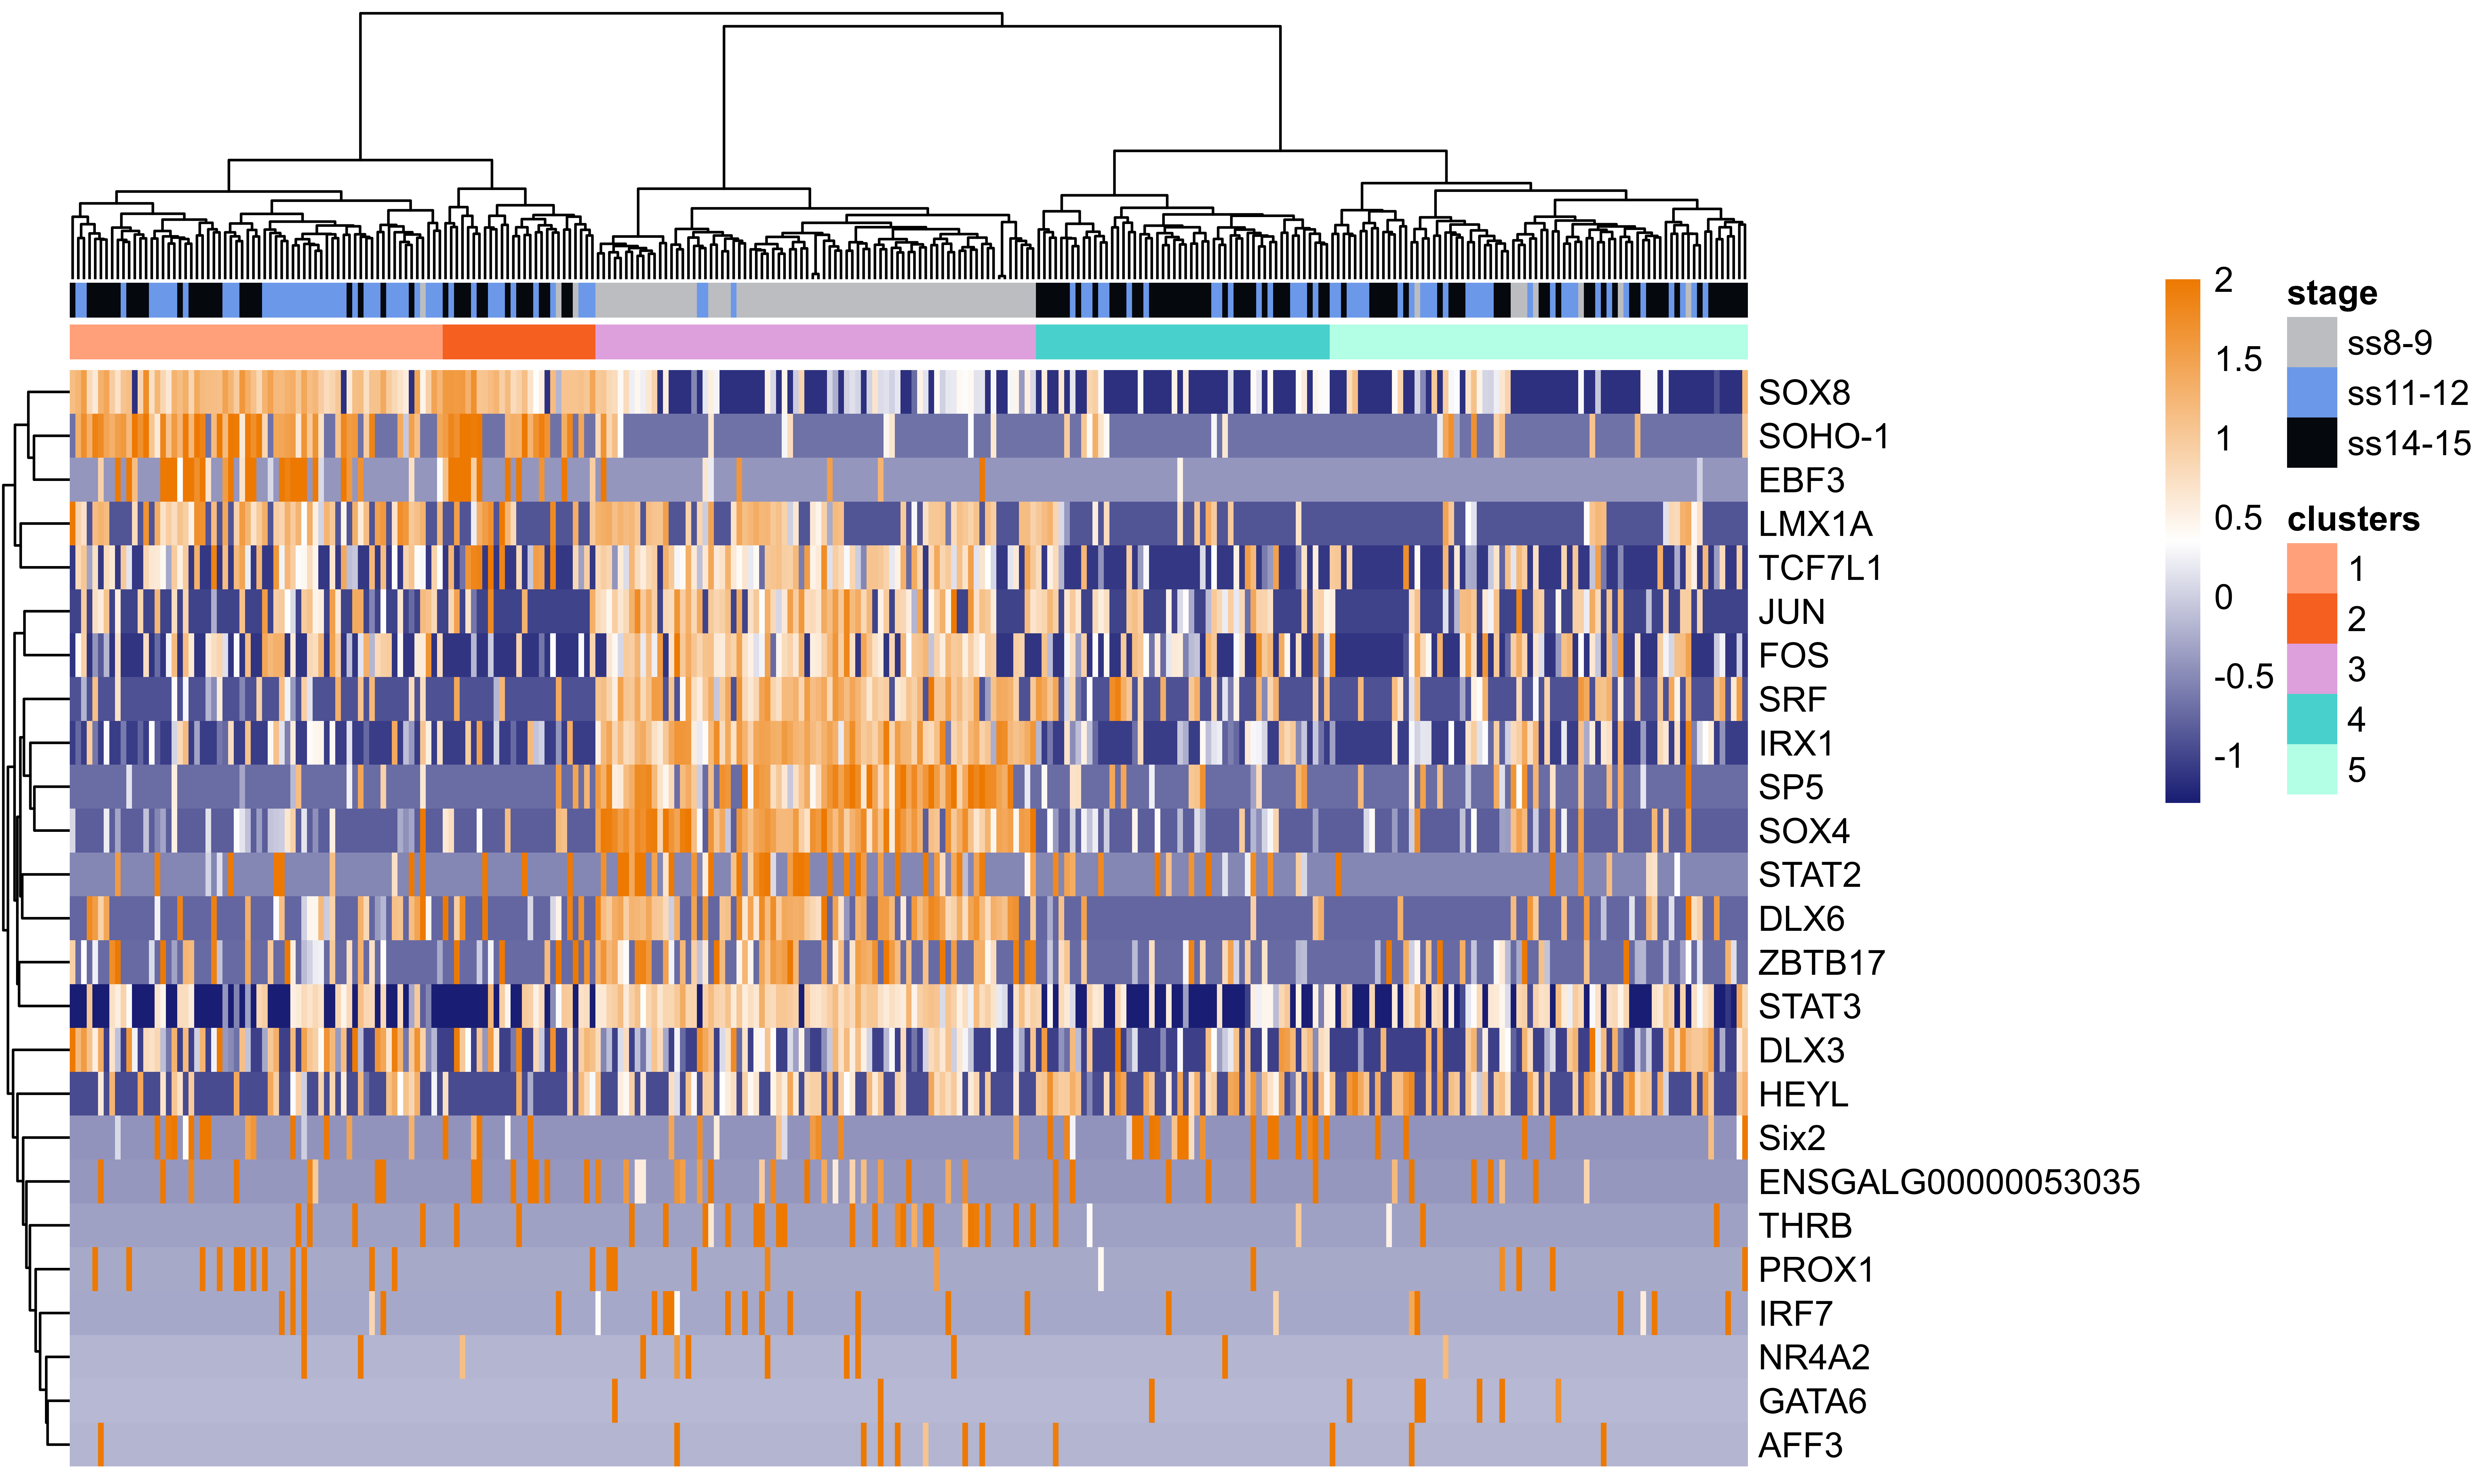 SOX8
SOHO-1
EBF3
LMX1A
TCF7L1
JUN
FOS
SRF
IRX1
SP5
SOX4
STAT2
DLX6
ZBTB17
STAT3
DLX3
HEYL
Six2
ENSGALG00000053035
THRB
PROX1
IRF7
NR4A2
GATA6
AFF3
2
1.5
1
0.5
0
-0.5
-1
stage
ss8-9
ss11-12
ss14-15
clusters
1
2
3
4
5